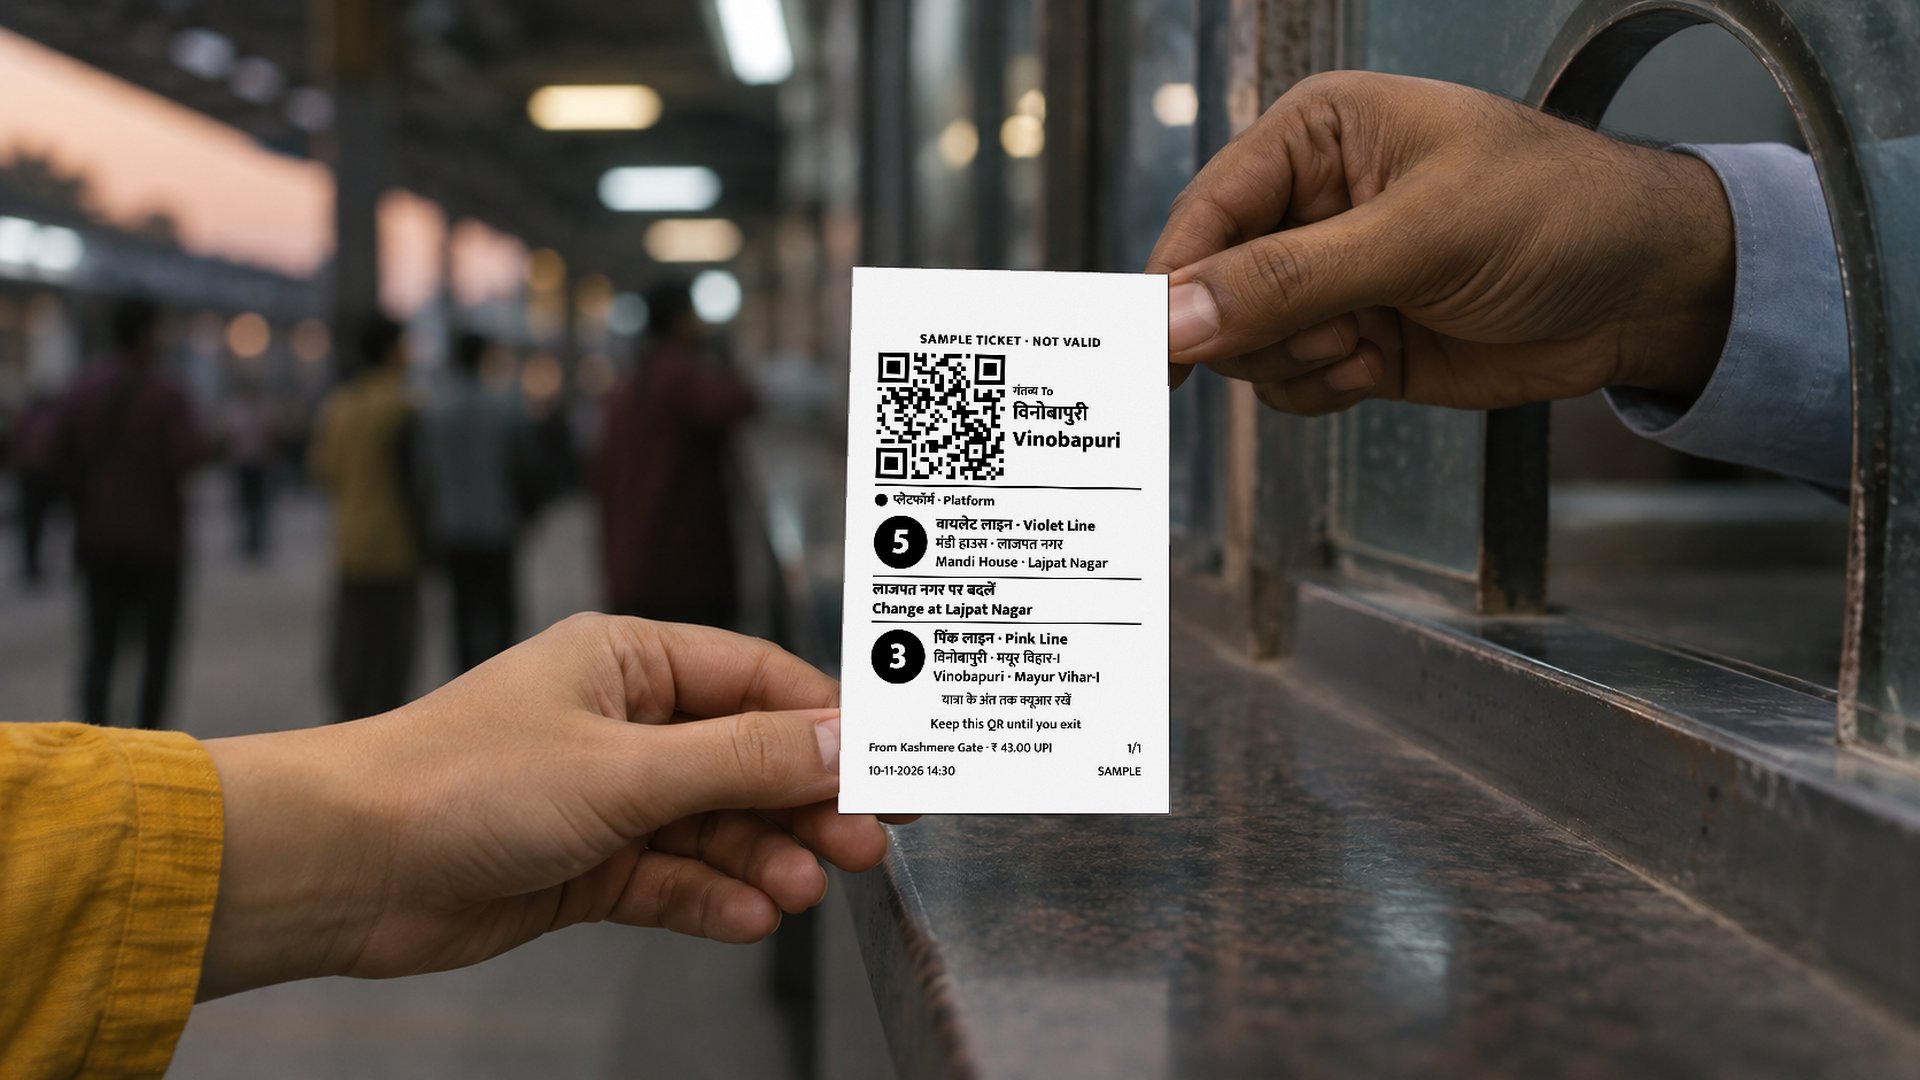 SAMPLE TICKET · NOT VALID
गंतव्य To
विनोबापुरी
Vinobapuri
प्लेटफॉर्म · Platform
5
वायलेट लाइन · Violet Line
मंडी हाउस · लाजपत नगर
Mandi House · Lajpat Nagar
लाजपत नगर पर बदलें
Change at Lajpat Nagar
3
पिंक लाइन · Pink Line
विनोबापुरी · मयूर विहार-I
Vinobapuri · Mayur Vihar-I
यात्रा के अंत तक क्यूआर रखें
Keep this QR until you exit
From Kashmere Gate · ₹ 43.00 UPI 1/1
10-11-2026 14:30 SAMPLE